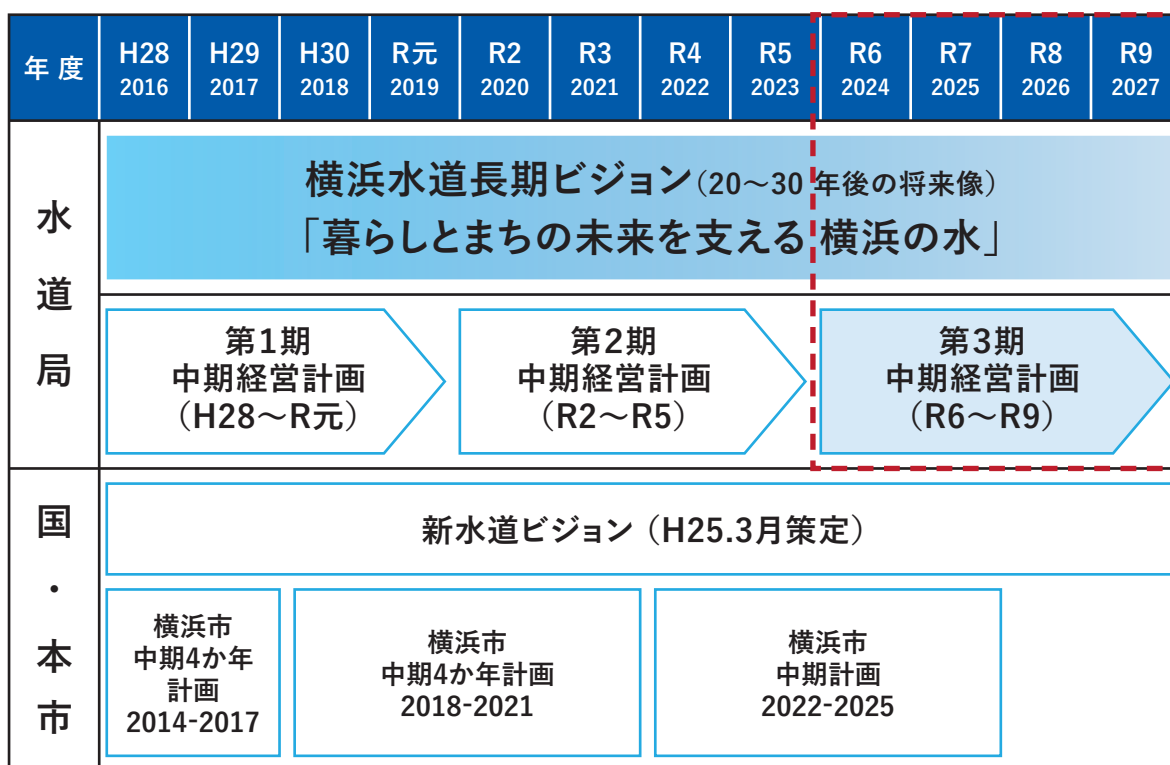 年度 H28 H29 H30 R元 R2 R3 R4 R5 R6 R7 R8 R9
2016 2017 2018 2019 2020 2021 2022 2023 2024 2025 2026 2027
水道局
横浜水道長期ビジョン（20～30 年後の将来像）
「暮らしとまちの未来を支える 横浜の水」
第1期
中期経営計画
（H28～R元）
第2期
中期経営計画
（R2～R5）
第3期
中期経営計画
（R6～R9）
国・本市
新水道ビジョン（H25.3月策定）
横浜市
中期4か年
計画
2014-2017
横浜市
中期4か年計画
2018-2021
横浜市
中期計画
2022-2025